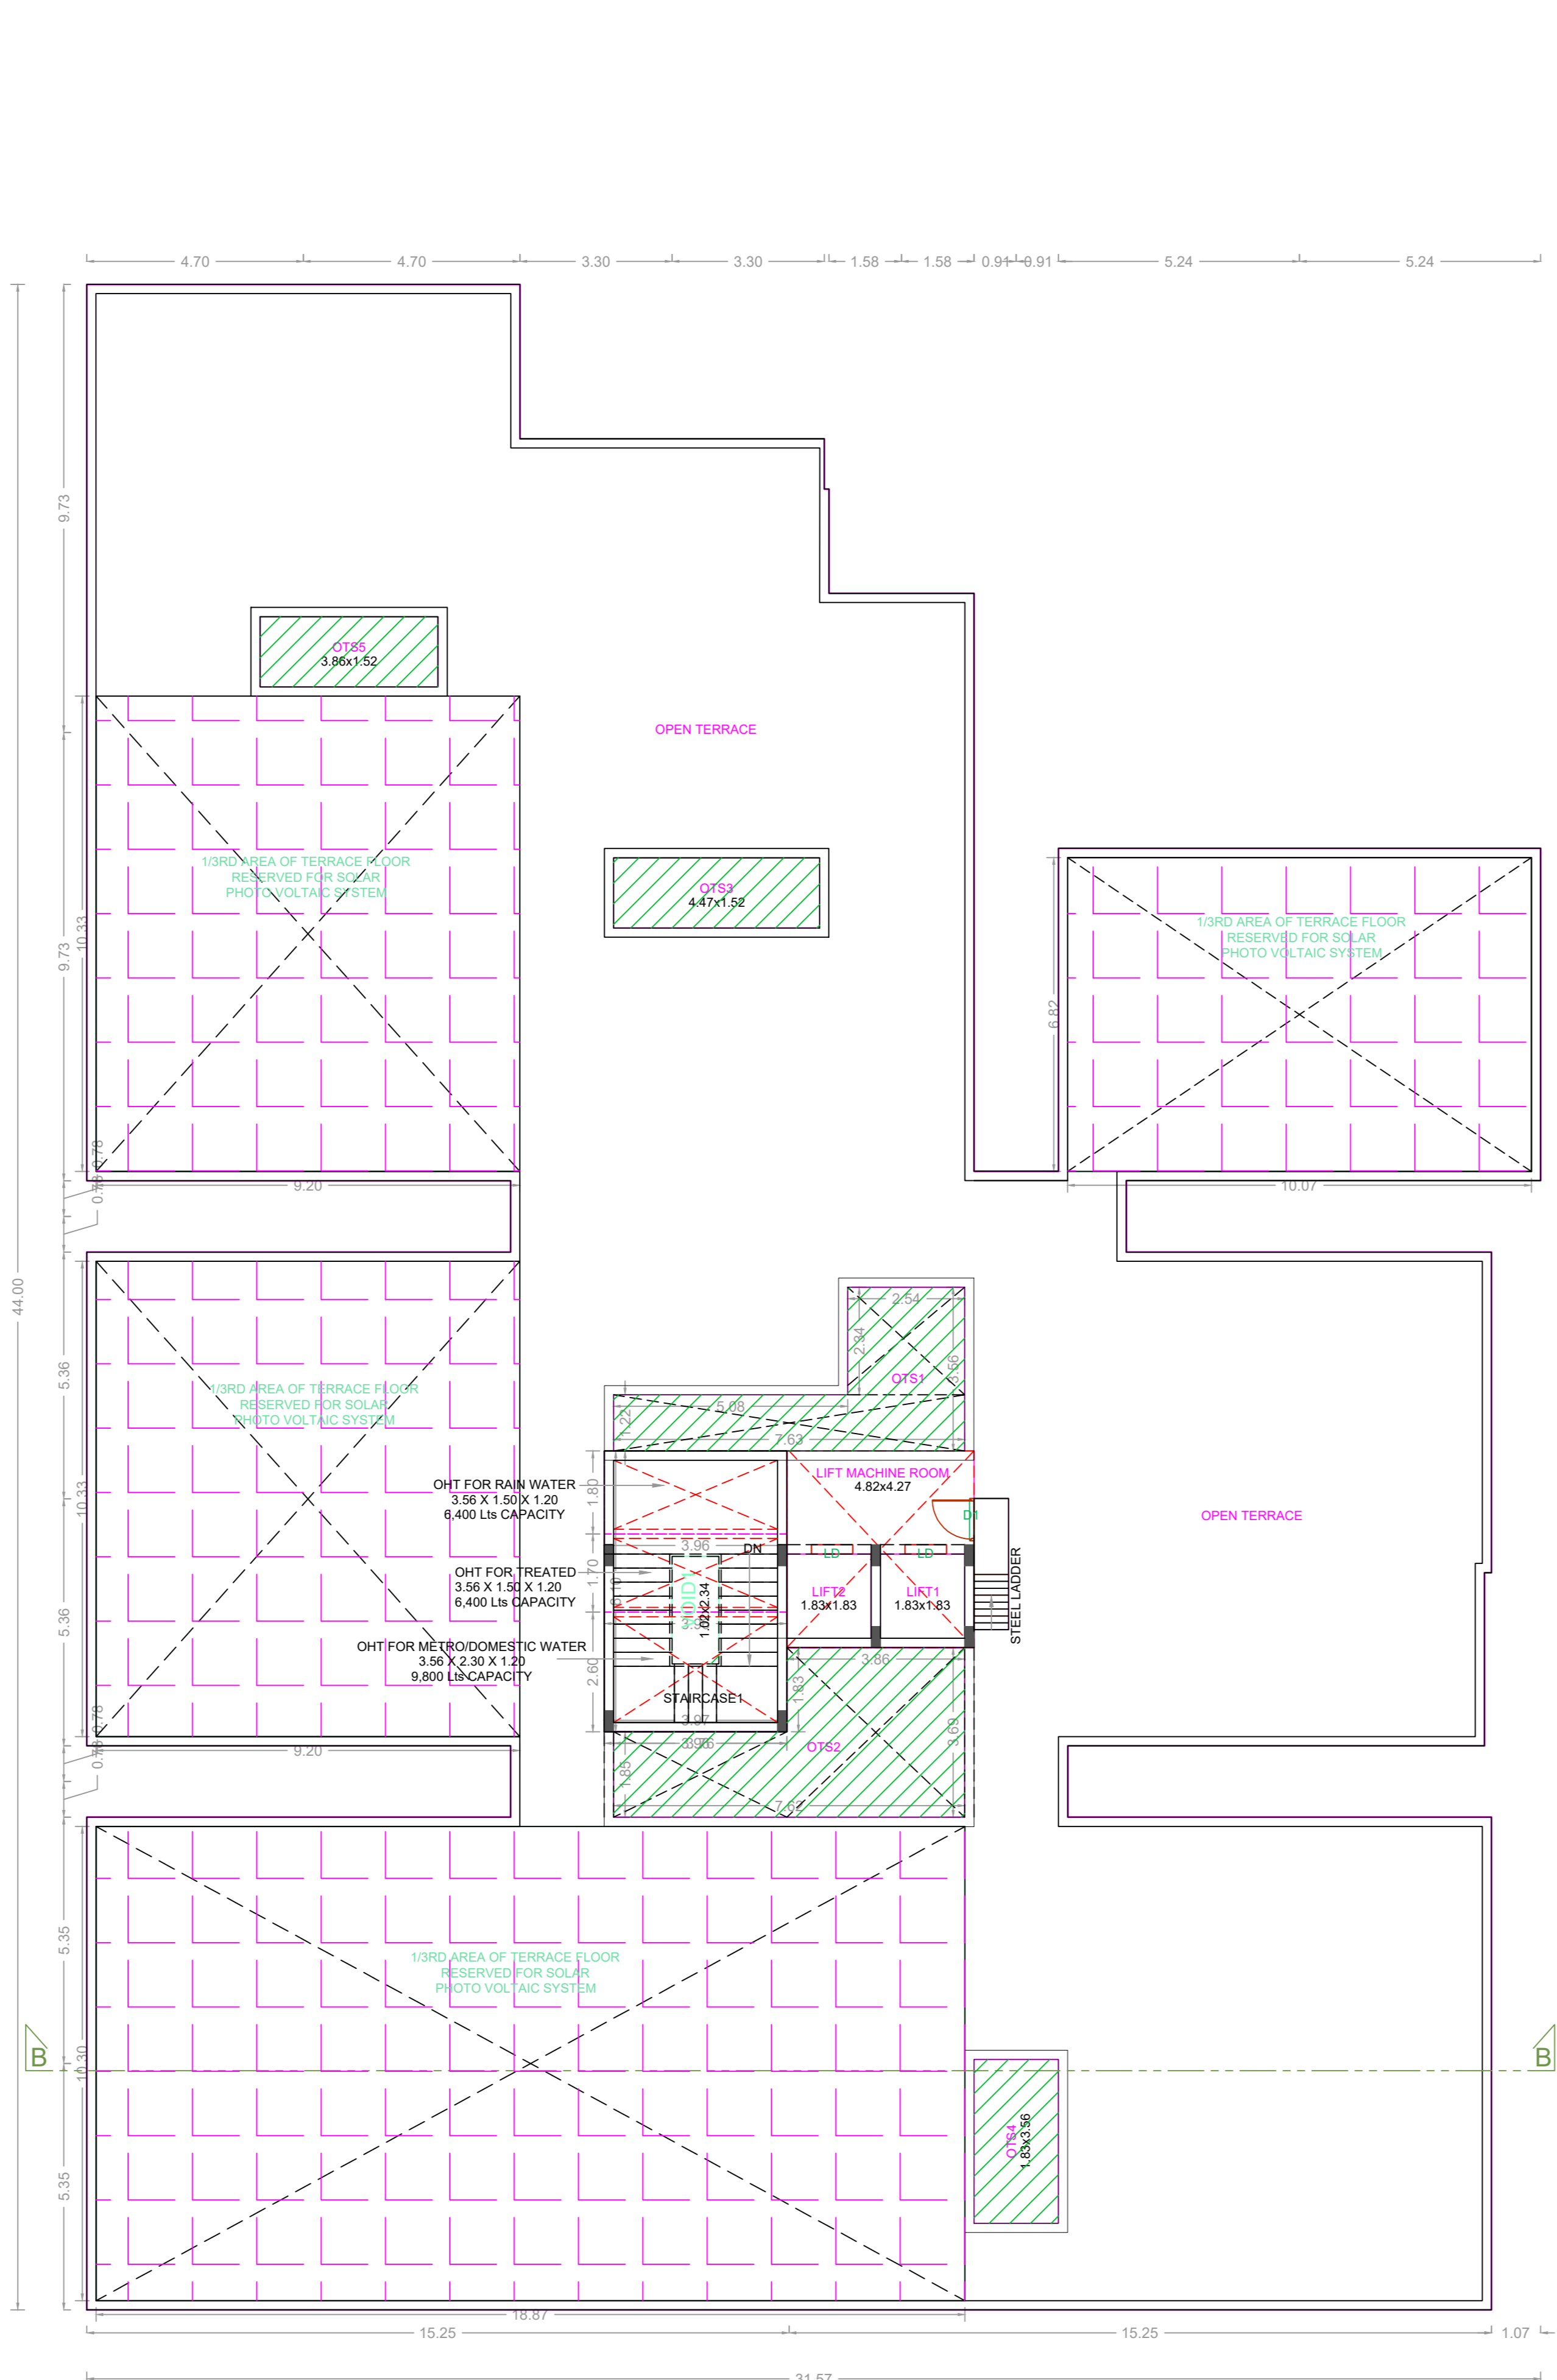 4.70
4.70
3.30
3.30
1.58
1.58
0.91
0.91
5.24
5.24
9.73
OTS5
3.86x1.52
OPEN TERRACE
1/3RD AREA OF TERRACE FLOOR
RESERVED FOR SOLAR
PHOTO VOLTAIC SYSTEM
OTS3
4.47x1.52
1/3RD AREA OF TERRACE FLOOR
RESERVED FOR SOLAR
PHOTO VOLTAIC SYSTEM
9.73
10.33
6.82
0.78
0.78
9.20
10.07
44.00
2.54
2.34
3.56
OTS1
5.36
1/3RD AREA OF TERRACE FLOOR
RESERVED FOR SOLAR
PHOTO VOLTAIC SYSTEM
5.08
1.22
7.63
10.33
OHT FOR RAIN WATER
3.56 X 1.50 X 1.20
6,400 Lts CAPACITY
1.80
LIFT MACHINE ROOM
4.82x4.27
D1
OPEN TERRACE
3.96
DN
LD
LD
OHT FOR TREATED
3.56 X 1.50 X 1.20
6,400 Lts CAPACITY
1.70
6.10
VOID1
1.02x2.34
LIFT2
1.83x1.83
LIFT1
1.83x1.83
STEEL LADDER
5.36
OHT FOR METRO/DOMESTIC WATER
3.56 X 2.30 X 1.20
9,800 Lts CAPACITY
2.60
3.86
1.83
STAIRCASE1
3.97
3.69
OTS2
0.78
0.78
9.20
1.85
7.62
5.35
1/3RD AREA OF TERRACE FLOOR
RESERVED FOR SOLAR
PHOTO VOLTAIC SYSTEM
B
B
10.30
OTS4
1.83x3.56
5.35
18.87
15.25
15.25
1.07
31.57